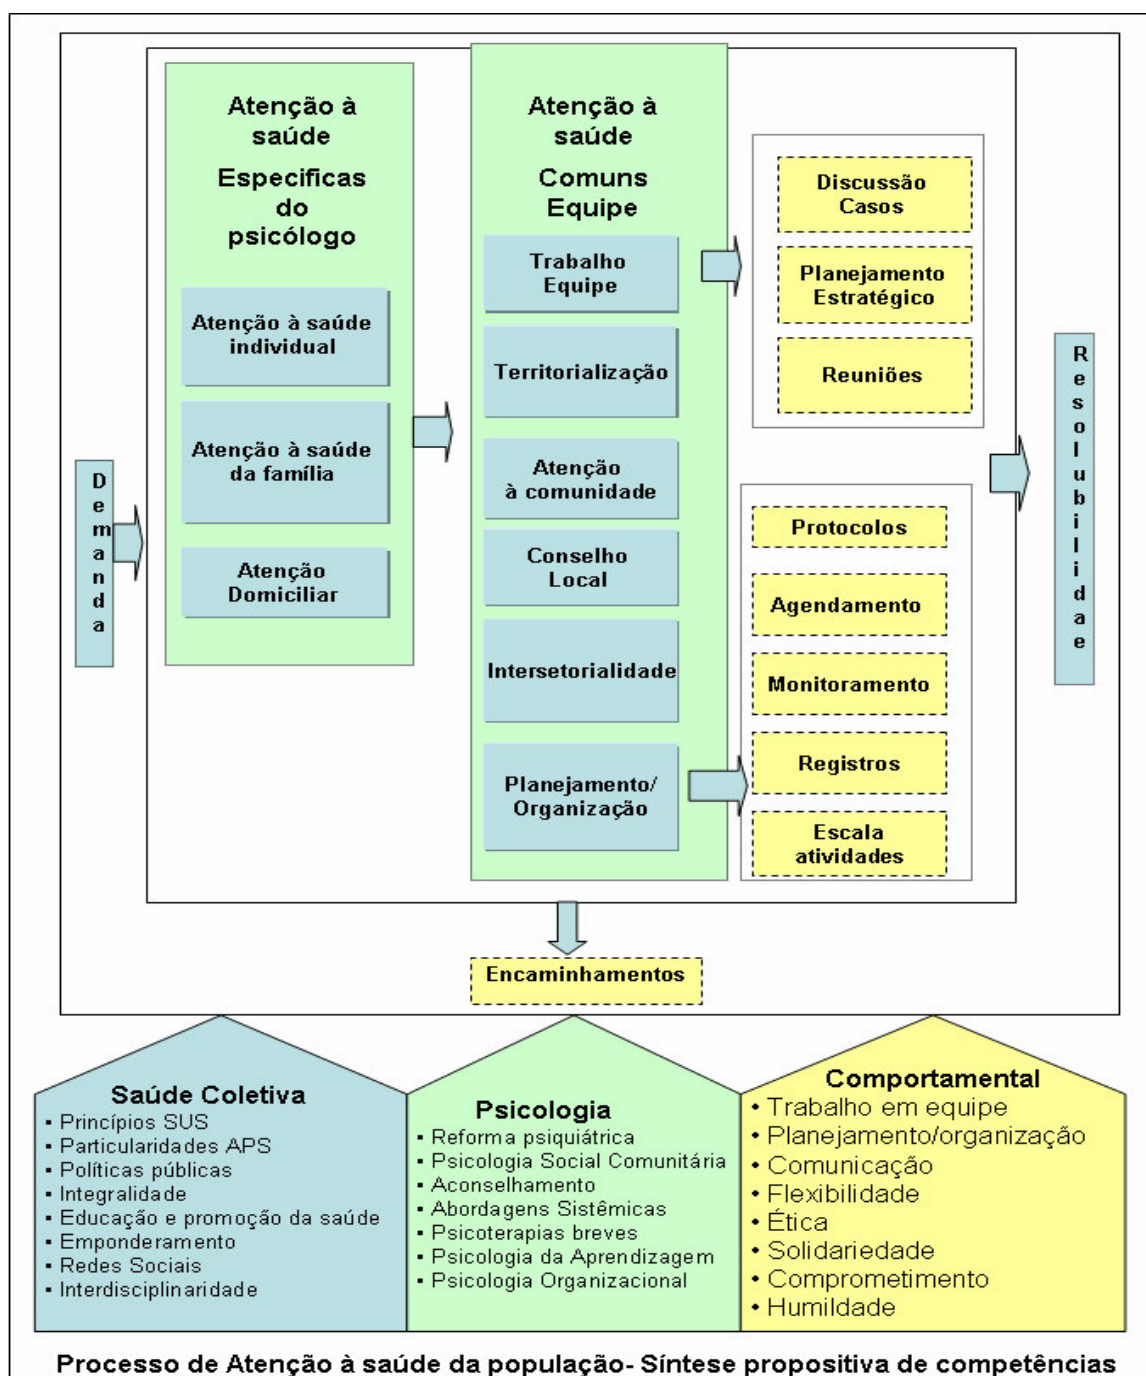 Atenção à
saúde
Especificas
do
psicólogo
Atenção à saúde
individual
Atenção à saúde
da família
Atenção
Domiciliar
Demanda
Atenção à
saúde
Comuns
Equipe
Trabalho
Equipe
Territorialização
Atenção
à comunidade
Conselho
Local
Intersetorialidade
Planejamento/
Organização
Discussão
Casos
Planejamento
Estratégico
Reuniões
Protocolos
Agendamento
Monitoramento
Registros
Escala
atividades
Resolubilidae
Encaminhamentos
Saúde Coletiva
▪ Princípios SUS
▪ Particularidades APS
▪ Políticas públicas
▪ Integralidade
▪ Educação e promoção da saúde
▪ Emponderamento
▪ Redes Sociais
▪ Interdisciplinaridade
Psicologia
▪ Reforma psiquiátrica
▪ Psicologia Social Comunitária
▪ Aconselhamento
▪ Abordagens Sistêmicas
▪ Psicoterapias breves
▪ Psicologia da Aprendizagem
▪ Psicologia Organizacional
Comportamental
• Trabalho em equipe
• Planejamento/organização
• Comunicação
• Flexibilidade
• Ética
• Solidariedade
• Comprometimento
• Humildade
Processo de Atenção à saúde da população- Síntese propositiva de competências